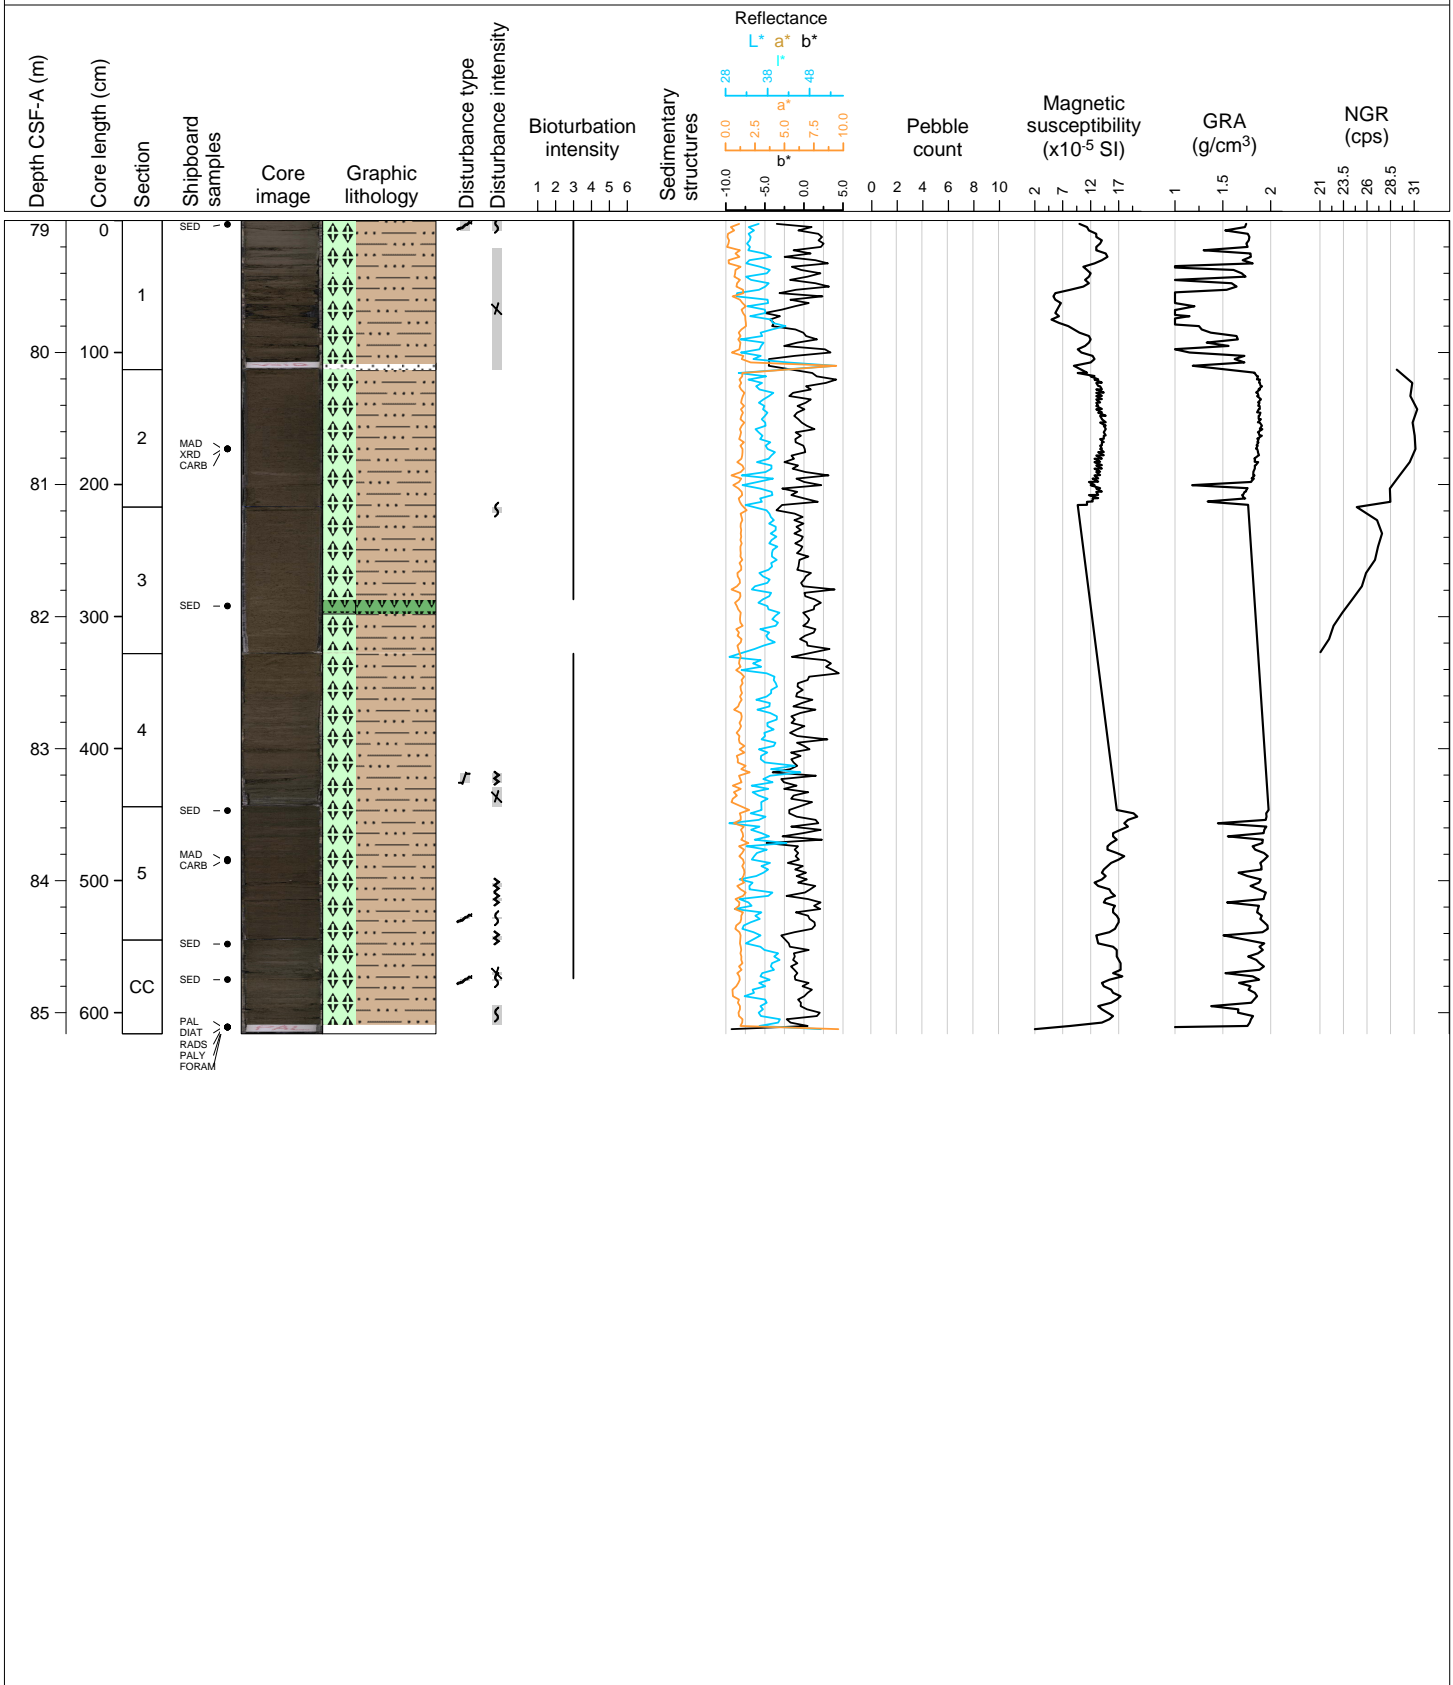 Depth CSF-A (m)
Core length (cm)
Section
Shipboard
samples
Core
image
Graphic
lithology
Disturbance type
Disturbance intensity
Bioturbation
intensity
1 2 3 4 5 6
Sedimentary
structures
Reflectance
L* a* b*
L*
28 38 48
a*
0.0 2.5 5.0 7.5 10.0
b*
-10.0 -5.0 0.0 5.0
Pebble
count
0 2 4 6 8 10
Magnetic
susceptibility
(x10-5 SI)
2 7 12 17
GRA
(g/cm3)
1 1.5 2
NGR
(cps)
21 23.5 26 28.5 31
79 0
SED
1
80 100
2
MAD
XRD
CARB
81 200
3
SED
82 300
4
83 400
SED
MAD
CARB
84 500
5
SED
SED
CC
85 600
PAL
DIAT
RADS
PALY
FORAM